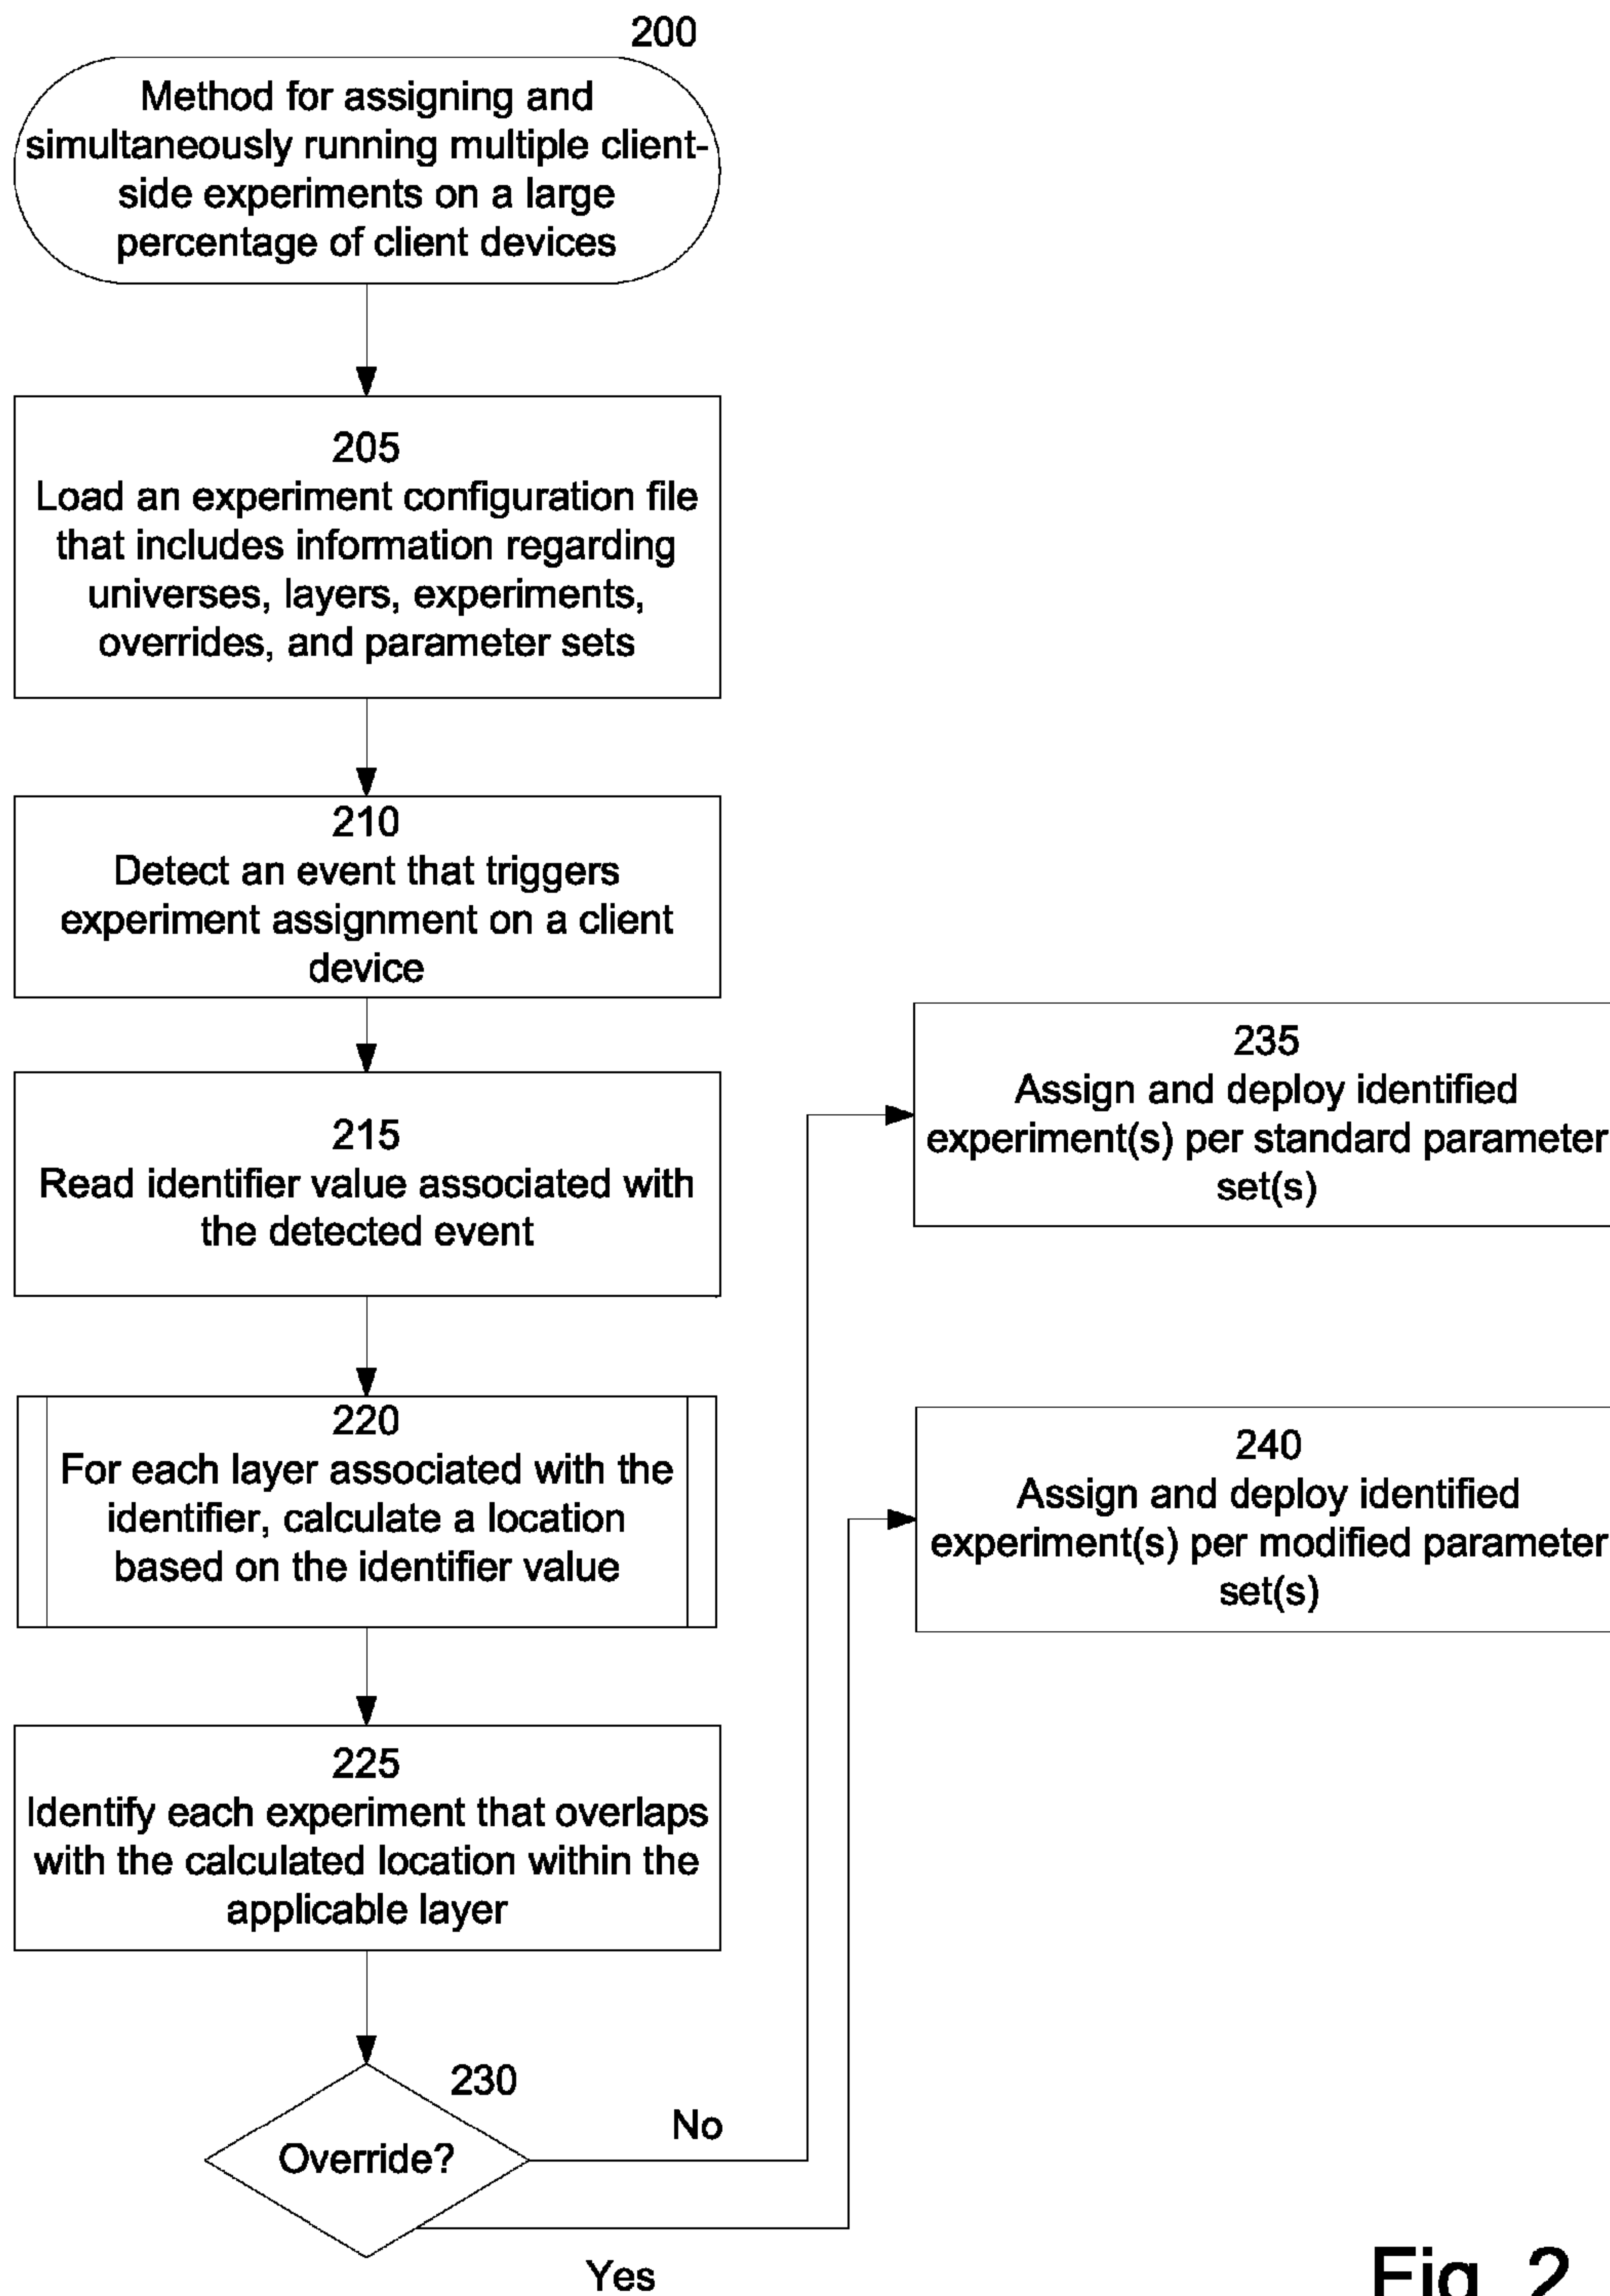 200
Method for assigning and
simultaneously running multiple client-
side experiments on a large
percentage of client devices
205
Load an experiment configuration file
that includes information regarding
universes, layers, experiments,
overrides, and parameter sets
210
Detect an event that triggers
experiment assignment on a client
device
215
Read identifier value associated with
the detected event
220
For each layer associated with the
identifier, calculate a location
based on the identifier value
225
Identify each experiment that overlaps
with the calculated location within the
applicable layer
230
Override?
No
Yes
235
Assign and deploy identified
experiment(s) per standard parameter
set(s)
240
Assign and deploy identified
experiment(s) per modified parameter
set(s)
Fig. 2